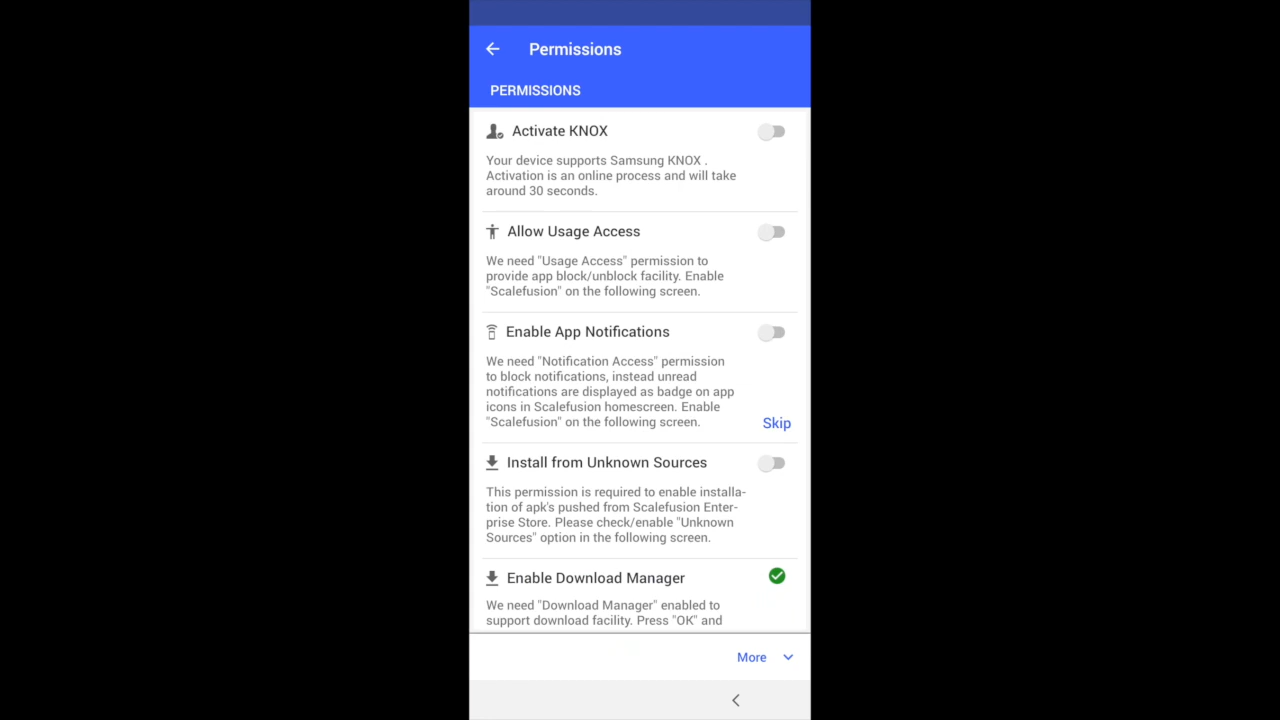 Permissions
PERMISSIONS
Activate KNOX
Your device supports Samsung KNOX .
Activation is an online process and will take
around 30 seconds.
Allow Usage Access
We need "Usage Access" permission to
provide app block/unblock facility. Enable
"Scalefusion" on the following screen.
Enable App Notifications
We need "Notification Access" permission
to block notifications, instead unread
notifications are displayed as badge on app
icons in Scalefusion homescreen. Enable
"Scalefusion" on the following screen.
Skip
Install from Unknown Sources
This permission is required to enable installa-
tion of apk's pushed from Scalefusion Enter-
prise Store. Please check/enable "Unknown
Sources" option in the following screen.
Enable Download Manager
We need "Download Manager" enabled to
support download facility. Press "OK" and
More